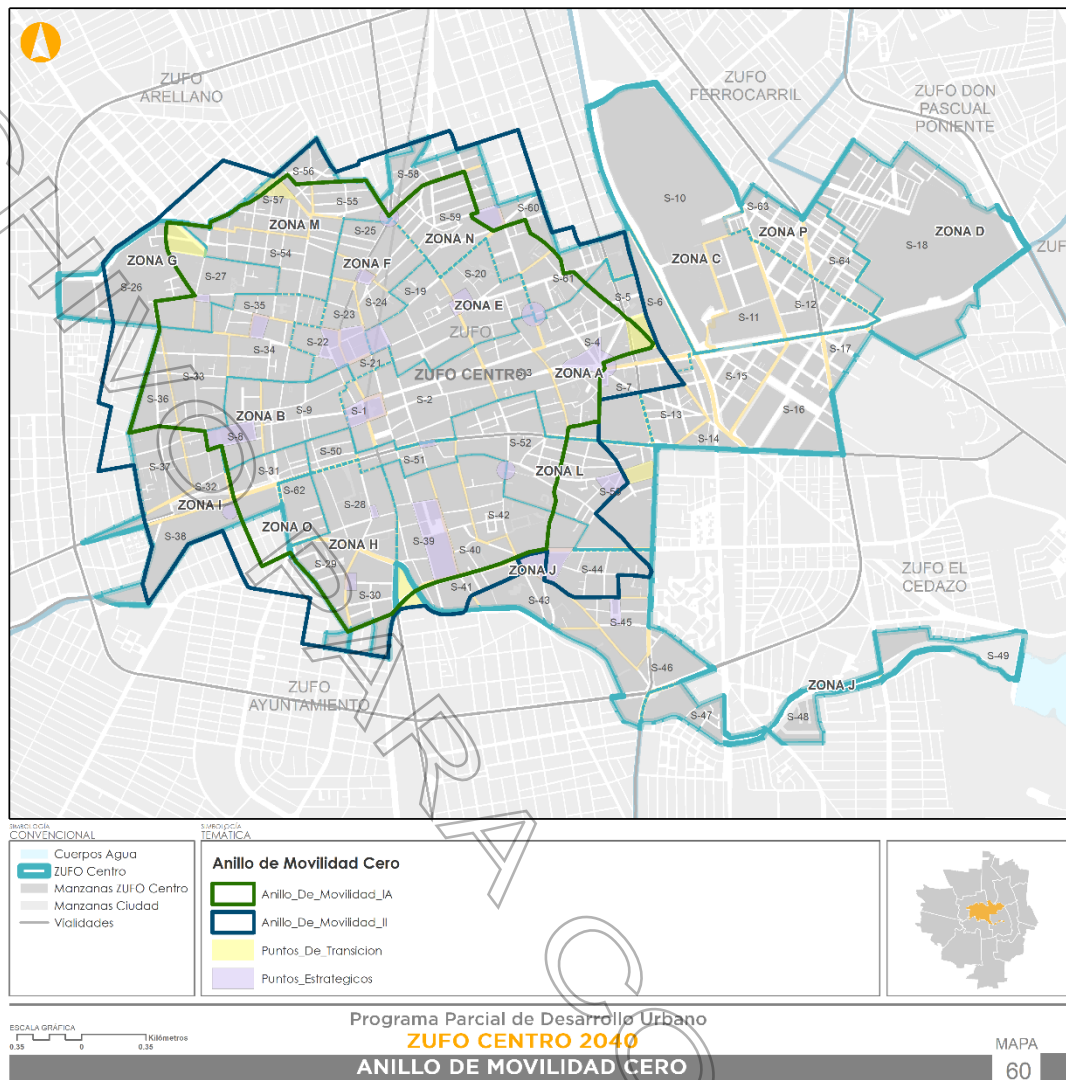 ZUFO
ARELLANO
ZUFO
FERROCARRIL
ZUFO DON
PASCUAL
PONIENTE
S-56
S-58
S-57
S-55
S-10
S-63
S-60
S-59
ZONA M
S-25
ZONA N
ZONA P
ZONA D
S-18
S-54
ZONA G
ZONA F
ZONA C
S-64
S-27
S-20
S-61
S-26
S-19
S-24
S-5
S-6
S-12
S-35
ZONA E
S-23
S-11
ZUFO
S-22
S-4
S-34
S-17
S-21
ZUFO CENTRO
ZONA A
S-33
S-15
S-7
S-36
S-2
S-9
S-1
S-16
ZONA B
S-13
S-8
S-14
S-52
S-50
S-51
S-37
S-31
ZONA L
S-32
S-62
ZONA I
S-28
S-42
ZONA O
S-38
S-39
ZONA H
S-40
S-29
ZONA J
S-44
ZUFO EL
CEDAZO
S-41
S-30
S-43
S-45
S-49
S-46
ZUFO
AYUNTAMIENTO
ZONA J
S-47
S-48
SIMBOLOGÍA
CONVENCIONAL
Cuerpos Agua
ZUFO Centro
Manzanas ZUFO Centro
Manzanas Ciudad
Vialidades
SIMBOLOGÍA
TEMÁTICA
Anillo de Movilidad Cero
Anillo_De_Movilidad_IA
Anillo_De_Movilidad_II
Puntos_De_Transicion
Puntos_Estrategicos
ESCALA GRÁFICA
Kilómetros
0.35 0 0.35
Programa Parcial de Desarrollo Urbano
ZUFO CENTRO 2040
ANILLO DE MOVILIDAD CERO
MAPA
60